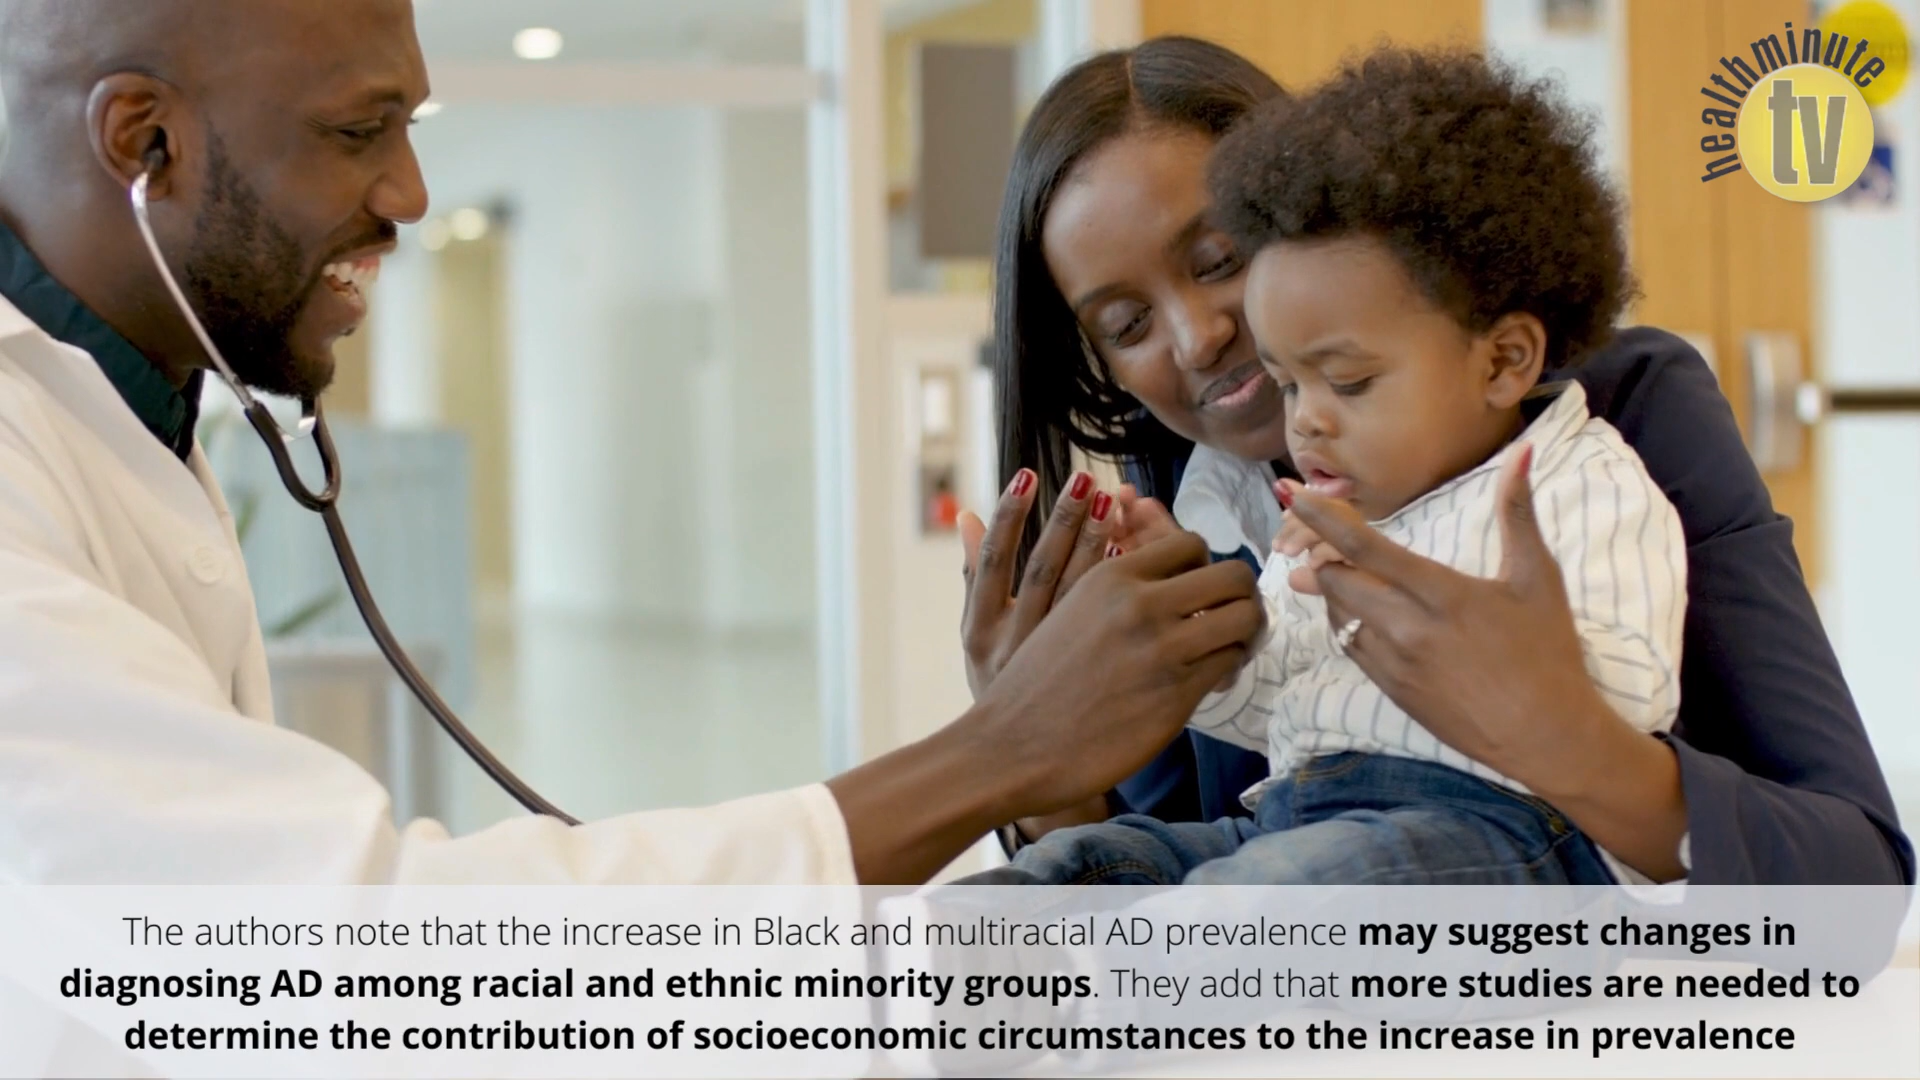 healthminute
tv
The authors note that the increase in Black and multiracial AD prevalence may suggest changes in
diagnosing AD among racial and ethnic minority groups. They add that more studies are needed to
determine the contribution of socioeconomic circumstances to the increase in prevalence